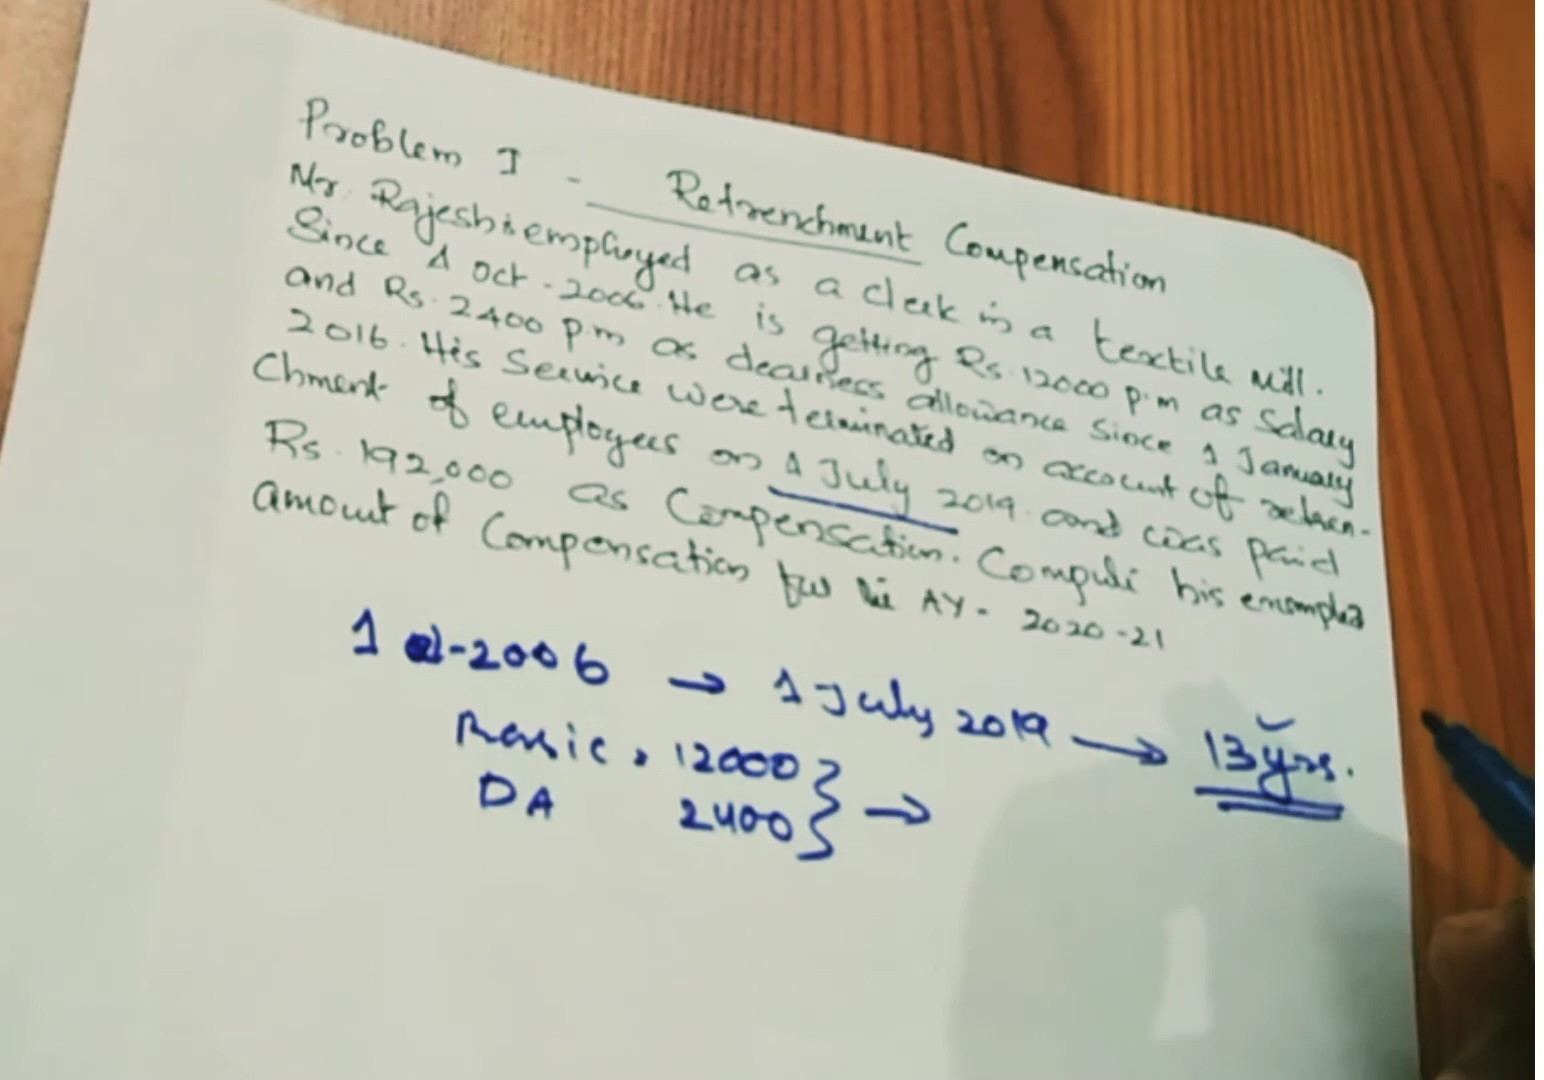 Problem I - Retrenchment Compensation
Mr. Rajesh is employed as a clerk in a textile mill.
Since 1 Oct - 2006. He is getting Rs. 12000 p.m as Salary
and Rs. 2400 p.m as dearness allowance since 1 January
2016. His Service were terminated on account of retren-
chment of employees on 1 July 2019. and was paid
Rs. 192,000 as Compensation. Compute his exempted
amount of Compensation for the AY - 2020-21
1 -2006 → 1 July 2019 → 13 yrs.
Basic 12000
DA 2400 } →